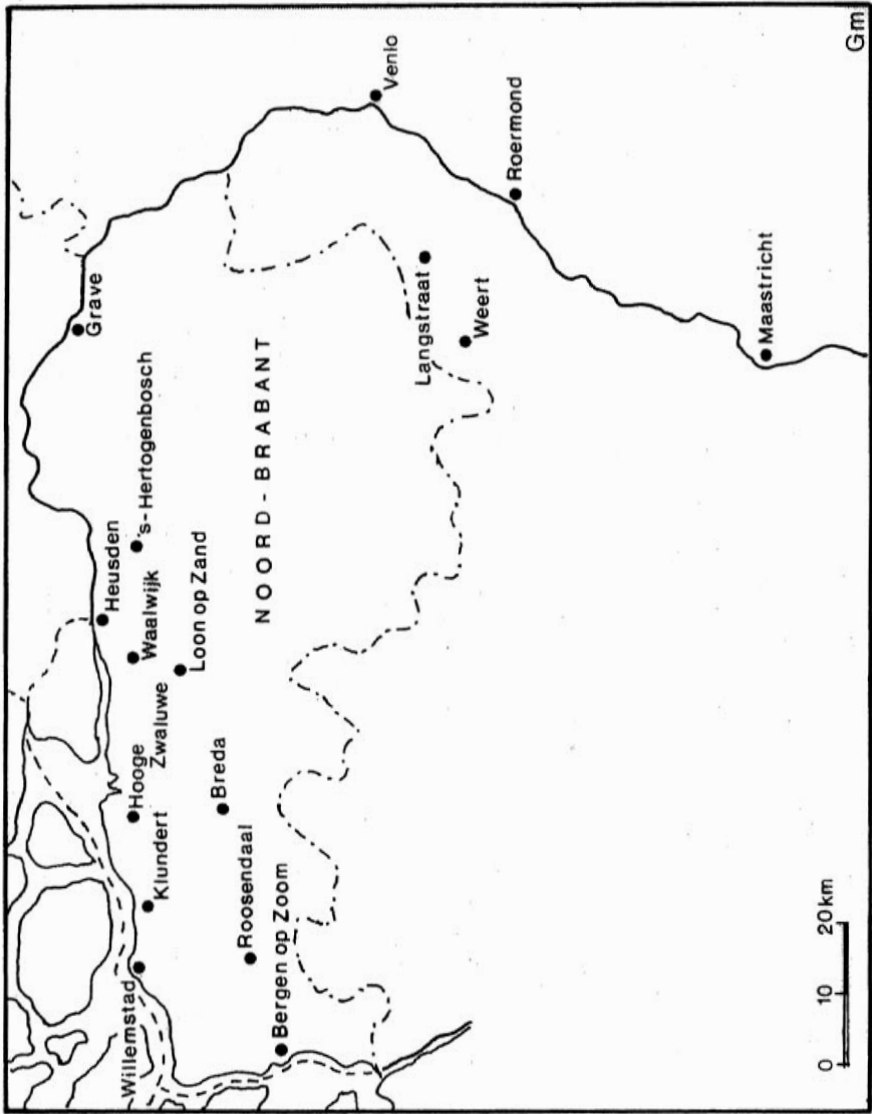 Willemstad
Klundert
Hooge
Zwaluwe
Waalwijk
Heusden
's-Hertogenbosch
Grave
Loon op Zand
Breda
Roosendaal
Bergen op Zoom
NOORD-BRABANT
Langstraat
Weert
Venlo
Roermond
Maastricht
0 10 20km
Gm